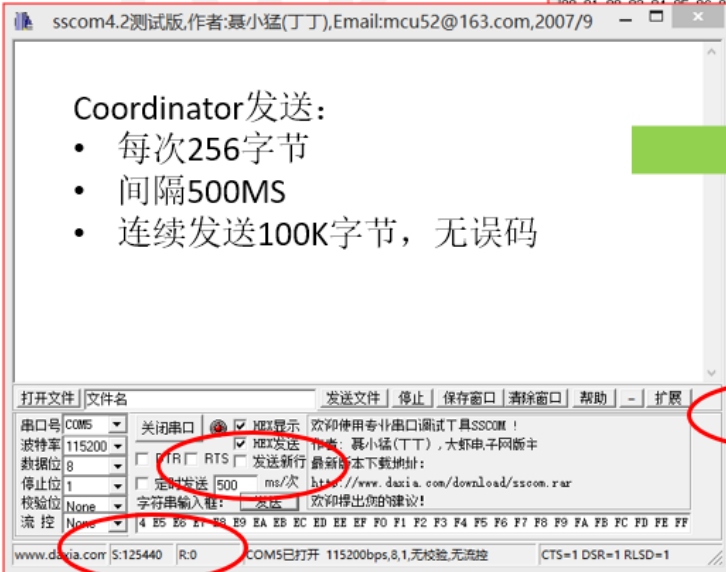 sscom4.2测试版,作者:聂小猛(丁丁),Email:mcu52@163.com,2007/9
Coordinator发送：
• 每次256字节
• 间隔500MS
• 连续发送100K字节，无误码
打开文件 文件名 发送文件 停止 保存窗口 清除窗口 帮助 - 扩展
串口号 COM5 关闭串口 HEX显示 欢迎使用专业串口调试工具SSCOM !
波特率 115200 HEX发送 作者: 聂小猛(丁丁),大虾电子网版主
数据位 8 DTR RTS 发送新行 最新版本下载地址:
停止位 1 定时发送 500 ms/次 http://www.daxia.com/download/sscom.rar
校验位 None 字符串输入框: 发送 欢迎提出您的建议!
流 控 None 4 E5 E6 E7 E8 E9 EA EB EC ED EE EF F0 F1 F2 F3 F4 F5 F6 F7 F8 F9 FA FB FC FD FE FF
www.daxia.com S:125440 R:0 COM5已打开 115200bps,8,1,无校验,无流控 CTS=1 DSR=1 RLSD=1